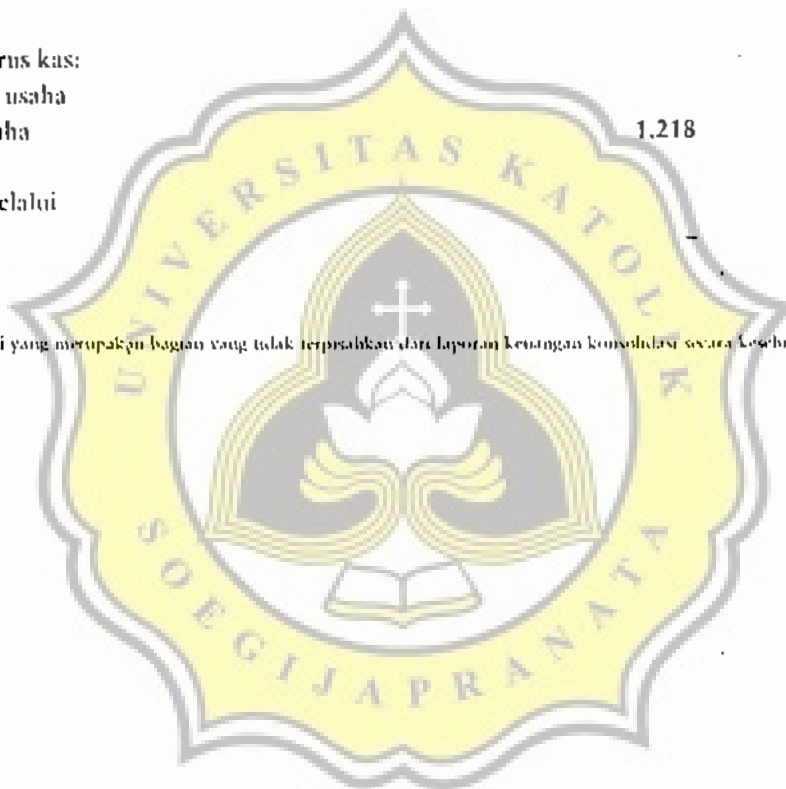 rus kas:
usaha
aha
1.218
elalui
i yang merupakan bagian yang tidak terpisahkan dari laporan keuangan konsolidasi secara keselu
UNIVERSITAS KATOLIK
SOEGIJAPRANATA